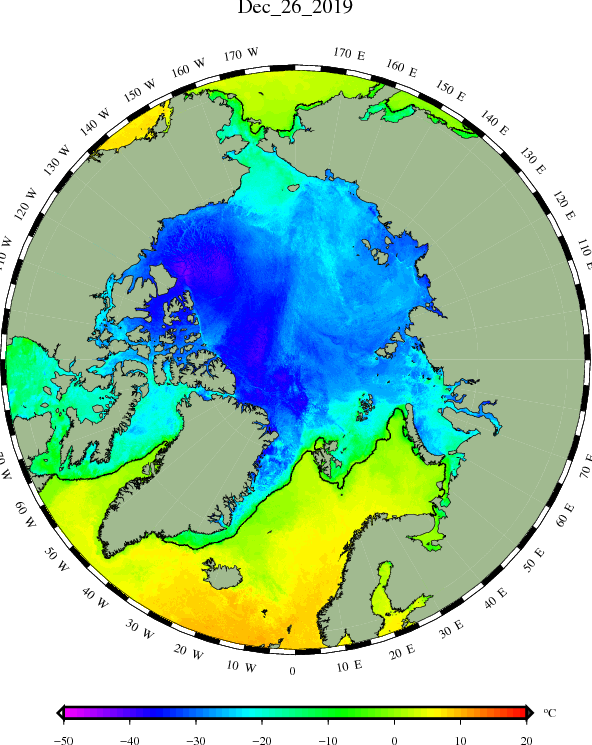 Dec_26_2019
170 W
170 E
160 W
160 E
150 W
150 E
140 W
140 E
130 W
130 E
120 W
120 E
110 E
70 E
60 W
60 E
50 W
50 E
40 W
40 E
30 W
30 E
20 W
20 E
10 W
10 E
0
°C
−50
−40
−30
−20
−10
0
10
20